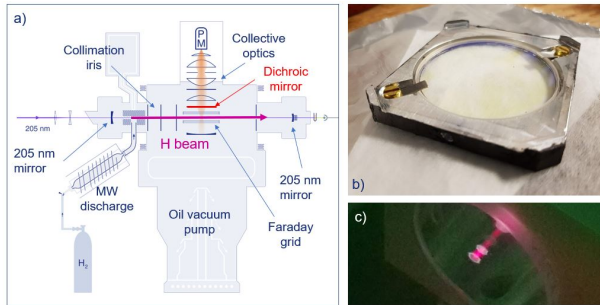 a)
Collimation
iris
P
M
Collective
optics
Dichroic
mirror
205 nm
205 nm
mirror
H beam
205 nm
mirror
MW
discharge
Oil vacuum
pump
Faraday
grid
H₂
b)
c)